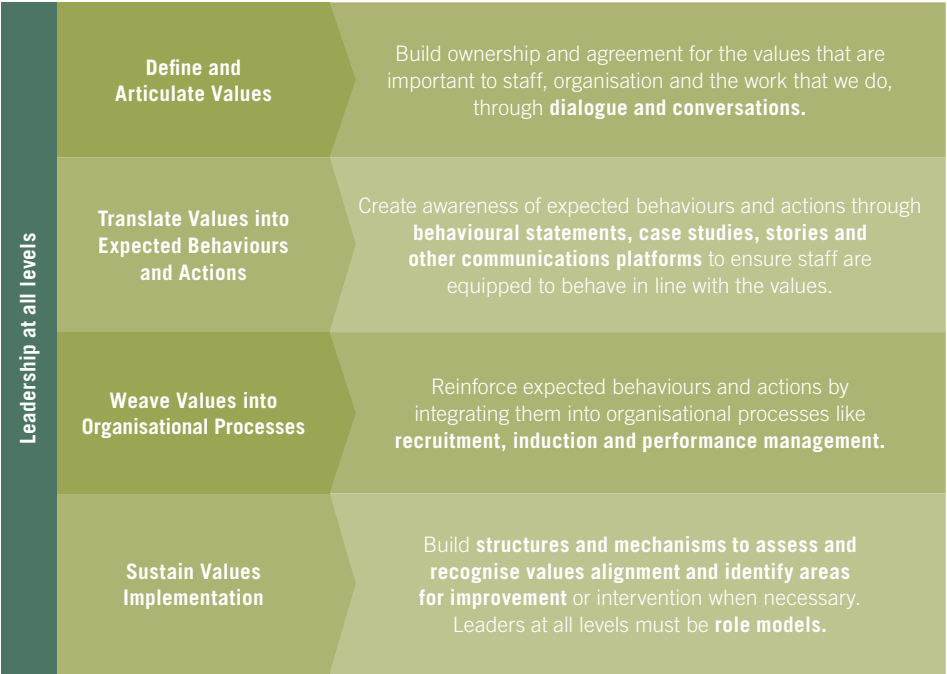 Leadership at all levels
Define and
Articulate Values
Build ownership and agreement for the values that are
important to staff, organisation and the work that we do,
through dialogue and conversations.
Translate Values into
Expected Behaviours
and Actions
Create awareness of expected behaviours and actions through
behavioural statements, case studies, stories and
other communications platforms to ensure staff are
equipped to behave in line with the values.
Weave Values into
Organisational Processes
Reinforce expected behaviours and actions by
integrating them into organisational processes like
recruitment, induction and performance management.
Sustain Values
Implementation
Build structures and mechanisms to assess and
recognise values alignment and identify areas
for improvement or intervention when necessary.
Leaders at all levels must be role models.